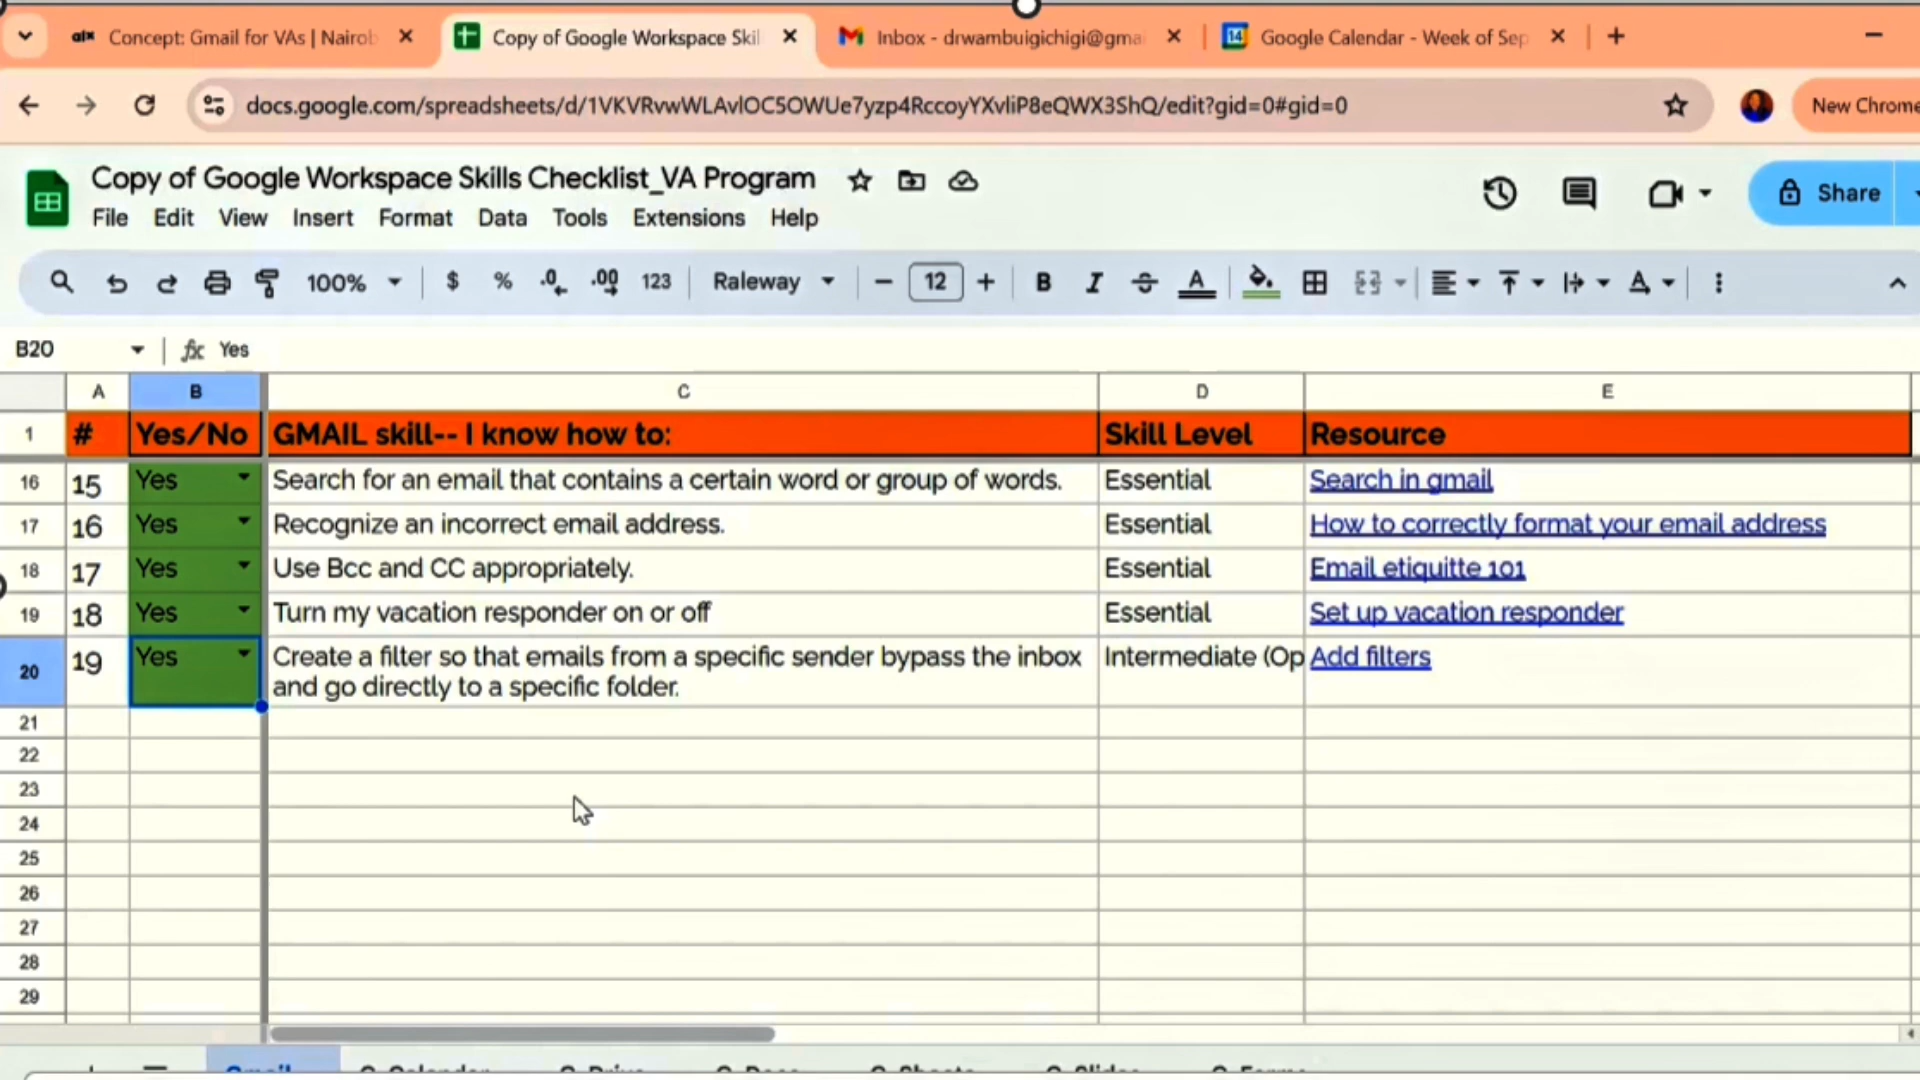 alx Concept: Gmail for VAs | Nairob
Copy of Google Workspace Skil
Inbox - drwambuigichigi@gma
14 Google Calendar - Week of Sep
docs.google.com/spreadsheets/d/1VKVRvwWLAvlOC5OWUe7yzp4RccoyYXvliP8eQWX3ShQ/edit?gid=0#gid=0
New Chrome
Copy of Google Workspace Skills Checklist_VA Program
File Edit View Insert Format Data Tools Extensions Help
Share
100% $ % .0 .00 123 Raleway 12 B I A A
B20 fx Yes
A B C D E
1 # Yes/No GMAIL skill-- I know how to: Skill Level Resource
16 15 Yes Search for an email that contains a certain word or group of words. Essential Search in gmail
17 16 Yes Recognize an incorrect email address. Essential How to correctly format your email address
18 17 Yes Use Bcc and CC appropriately. Essential Email etiquitte 101
19 18 Yes Turn my vacation responder on or off Essential Set up vacation responder
20 19 Yes Create a filter so that emails from a specific sender bypass the inbox Intermediate (Op Add filters
and go directly to a specific folder.
21
22
23
24
25
26
27
28
29
Gmail